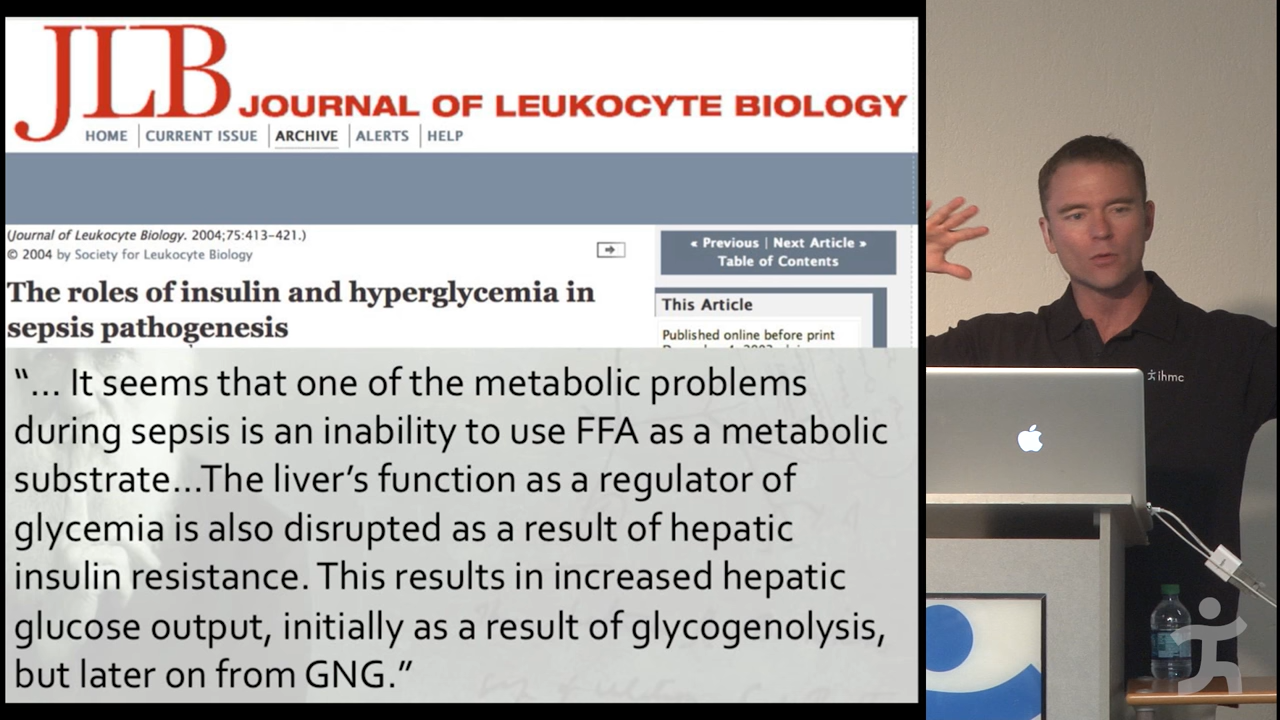 JLB JOURNAL OF LEUKOCYTE BIOLOGY
HOME CURRENT ISSUE ARCHIVE ALERTS HELP
(Journal of Leukocyte Biology. 2004;75:413–421.)
© 2004 by Society for Leukocyte Biology
The roles of insulin and hyperglycemia in
sepsis pathogenesis
« Previous | Next Article »
Table of Contents
This Article
Published online before print
“... It seems that one of the metabolic problems
during sepsis is an inability to use FFA as a metabolic
substrate...The liver’s function as a regulator of
glycemia is also disrupted as a result of hepatic
insulin resistance. This results in increased hepatic
glucose output, initially as a result of glycogenolysis,
but later on from GNG.”
ihmc